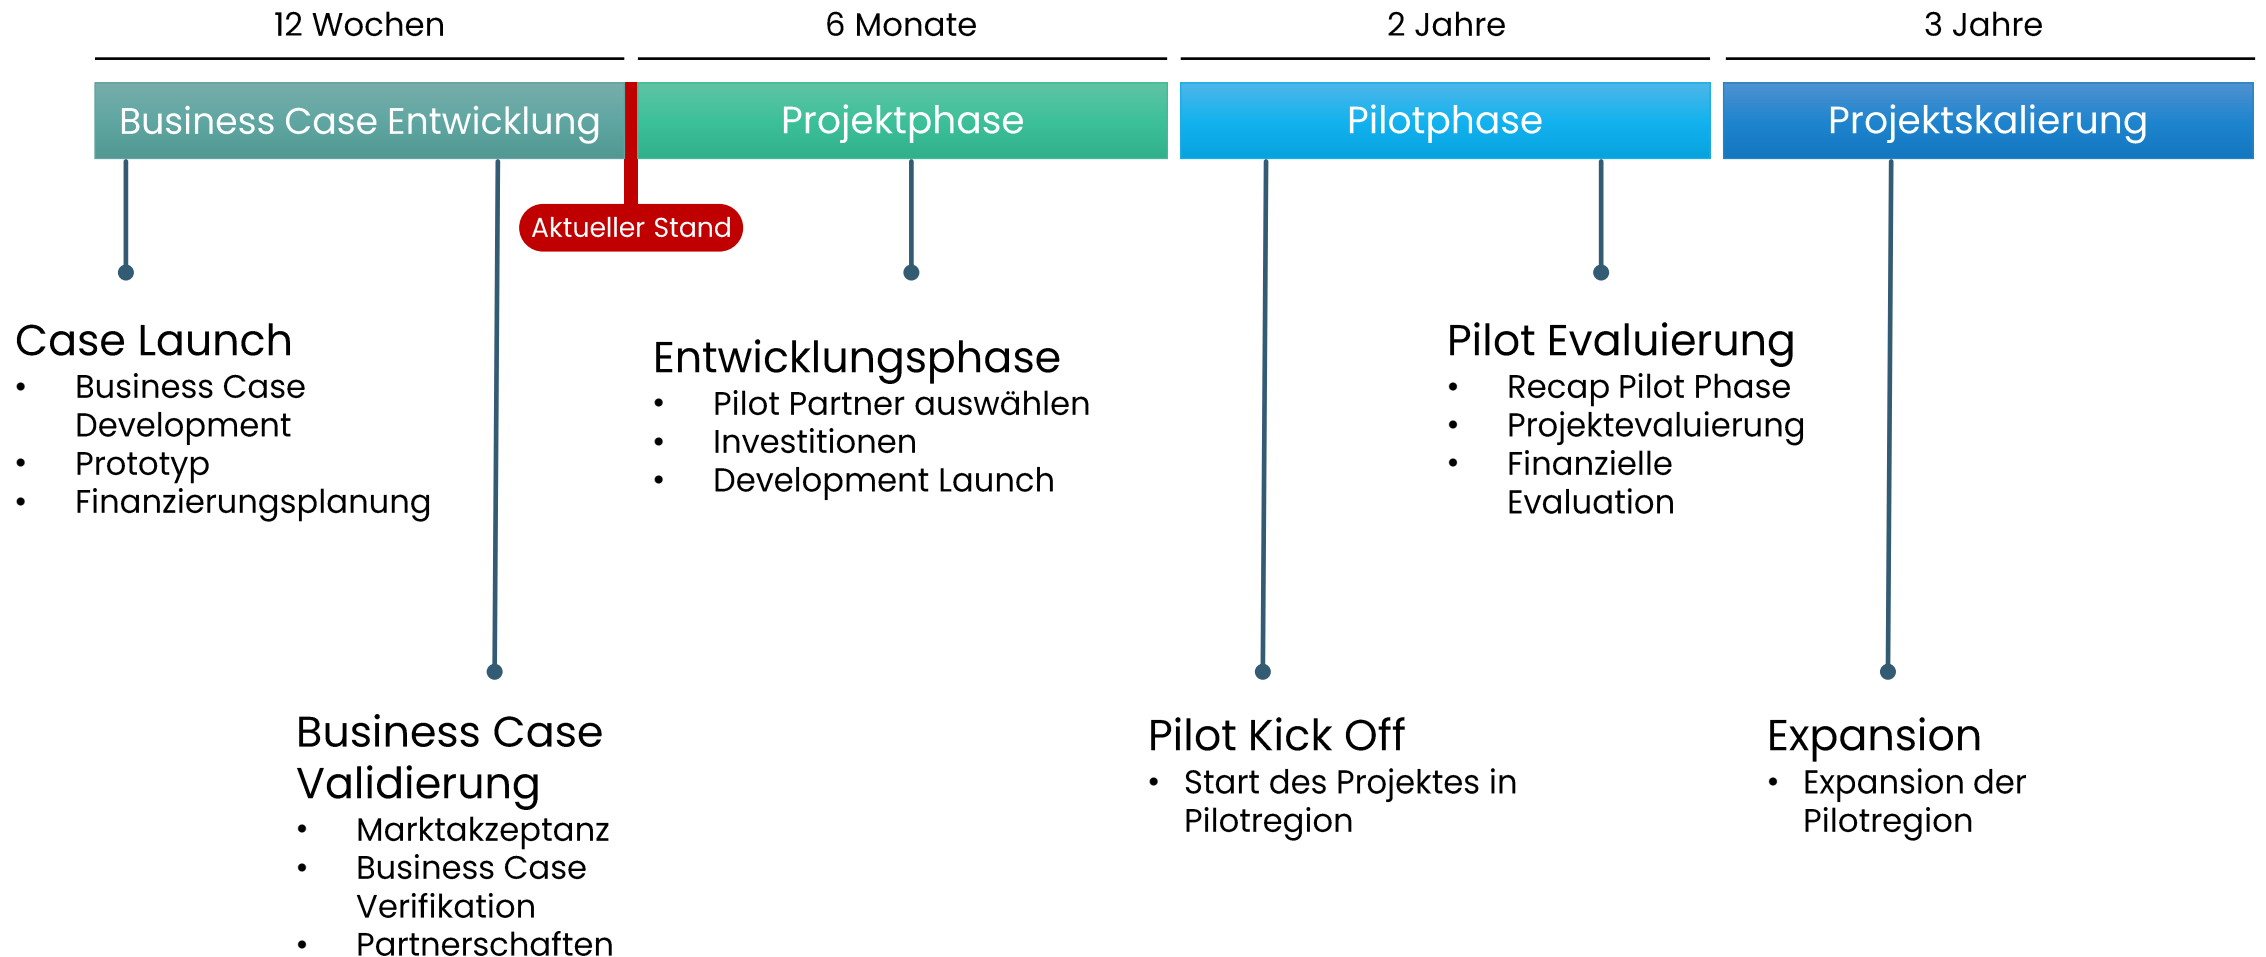 12 Wochen
6 Monate
2 Jahre
3 Jahre
Business Case Entwicklung
Projektphase
Pilotphase
Projektskalierung
Aktueller Stand
Case Launch
• Business Case
Development
• Prototyp
• Finanzierungsplanung
Entwicklungsphase
• Pilot Partner auswählen
• Investitionen
• Development Launch
Pilot Evaluierung
• Recap Pilot Phase
• Projektevaluierung
• Finanzielle
Evaluation
Business Case
Validierung
• Marktakzeptanz
• Business Case
Verifikation
• Partnerschaften
Pilot Kick Off
• Start des Projektes in
Pilotregion
Expansion
• Expansion der
Pilotregion